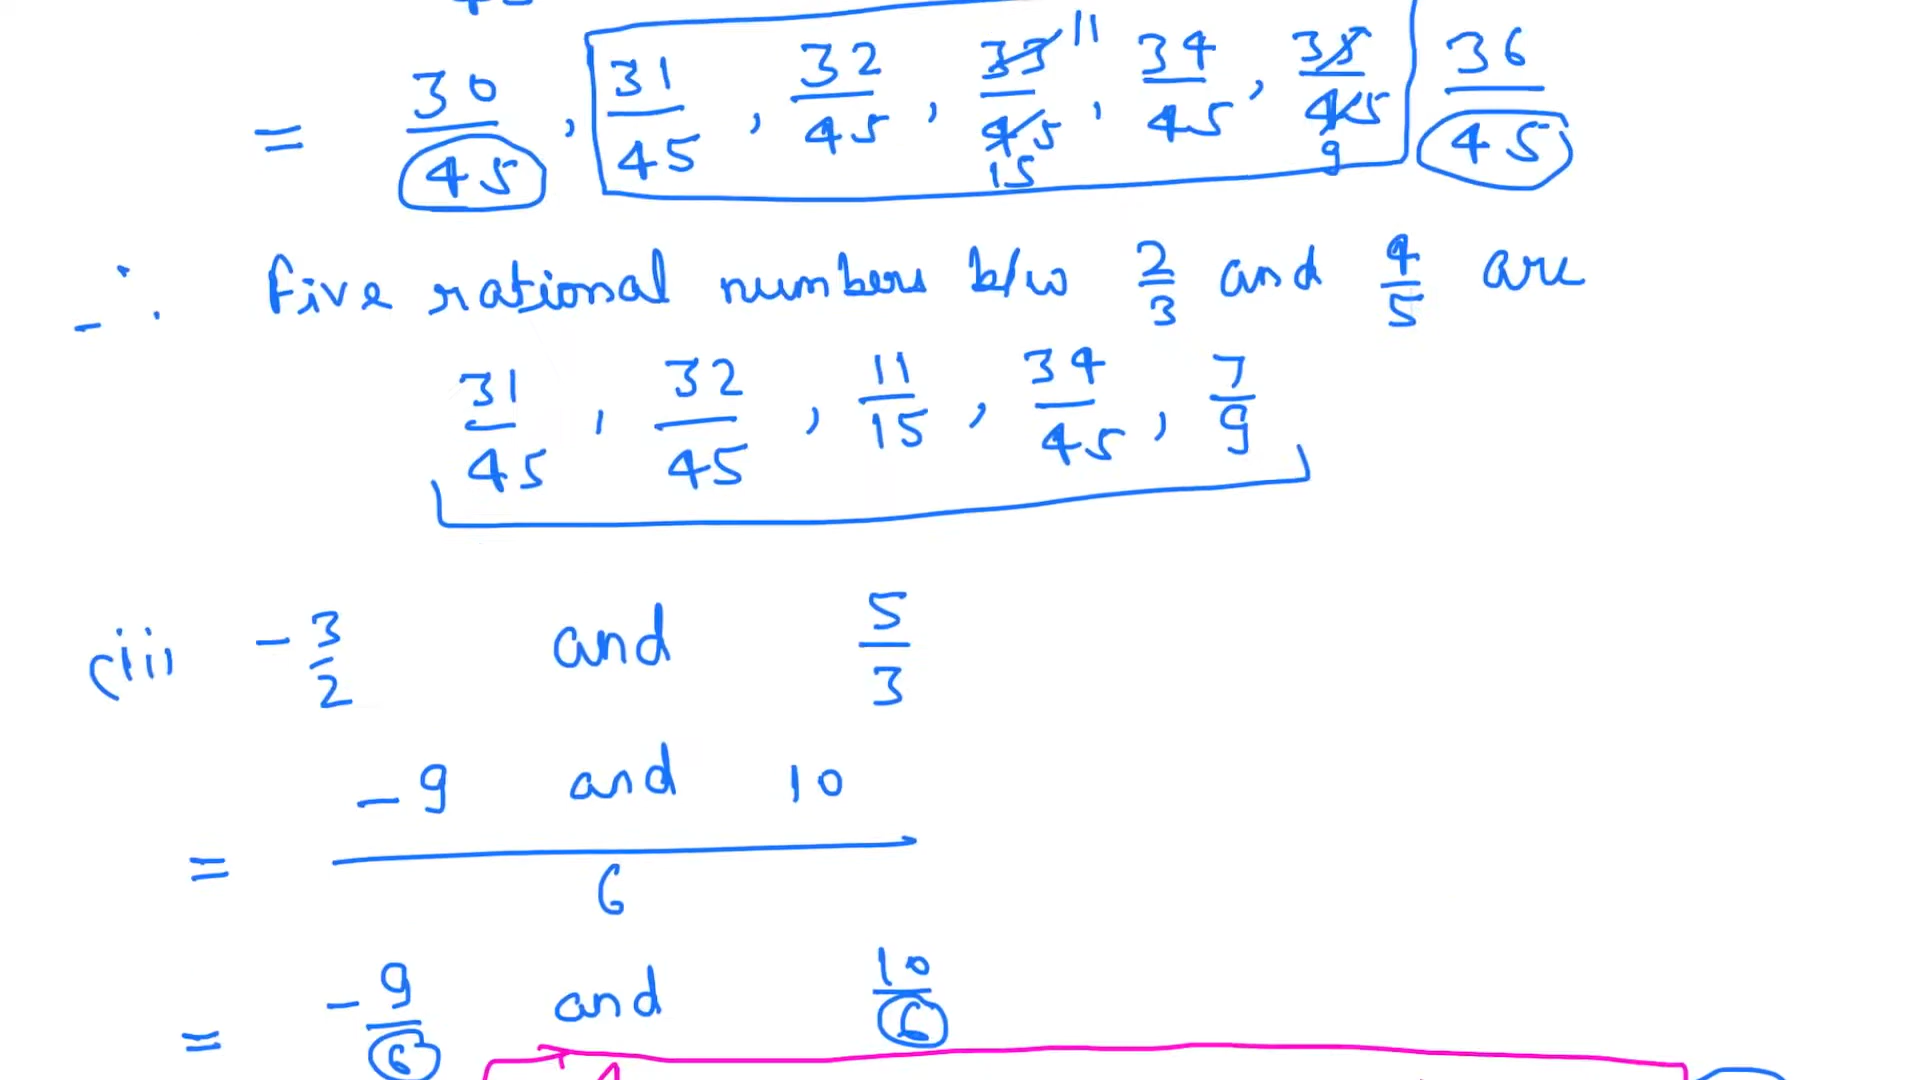 = 30/45 , 31/45 , 32/45 , 33/45 11/15 , 34/45 , 35/45 9 36/45
∴ Five rational numbers b/w 2/3 and 4/5 are
31/45 , 32/45 , 11/15 , 34/45 , 7/9
(ii) -3/2 and 5/3
= -9 and 10 / 6
= -9/6 and 10/6